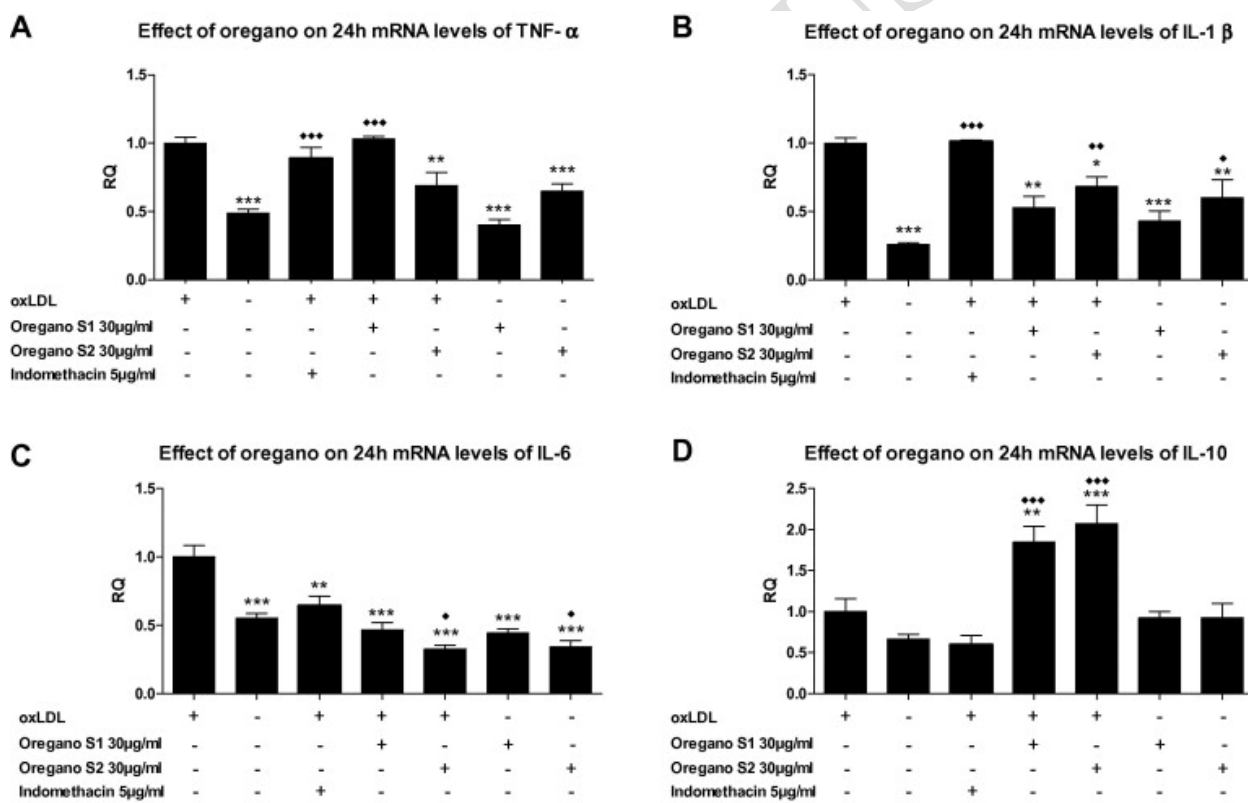 A
Effect of oregano on 24h mRNA levels of TNF- α
1.5
1.0
0.5
0.0
RQ
*** ♦♦♦ ♦♦♦ ** *** ***
oxLDL + - + + + - -
Oregano S1 30µg/ml - - - + - + -
Oregano S2 30µg/ml - - - - + - +
Indomethacin 5µg/ml - - + - - - -
B
Effect of oregano on 24h mRNA levels of IL-1 β
1.5
1.0
0.5
0.0
RQ
♦♦♦ ♦♦ ♦
*** ** * *** **
oxLDL + - + + + - -
Oregano S1 30µg/ml - - - + - + -
Oregano S2 30µg/ml - - - - + - +
Indomethacin 5µg/ml - - + - - - -
C
Effect of oregano on 24h mRNA levels of IL-6
1.5
1.0
0.5
0.0
RQ
♦ ♦
*** ** *** *** *** ***
oxLDL + - + + + - -
Oregano S1 30µg/ml - - - + - + -
Oregano S2 30µg/ml - - - - + - +
Indomethacin 5µg/ml - - + - - - -
D
Effect of oregano on 24h mRNA levels of IL-10
2.5
2.0
1.5
1.0
0.5
0.0
RQ
♦♦♦ ♦♦♦
** ***
oxLDL + - + + + - -
Oregano S1 30µg/ml - - - + - + -
Oregano S2 30µg/ml - - - - + - +
Indomethacin 5µg/ml - - + - - - -